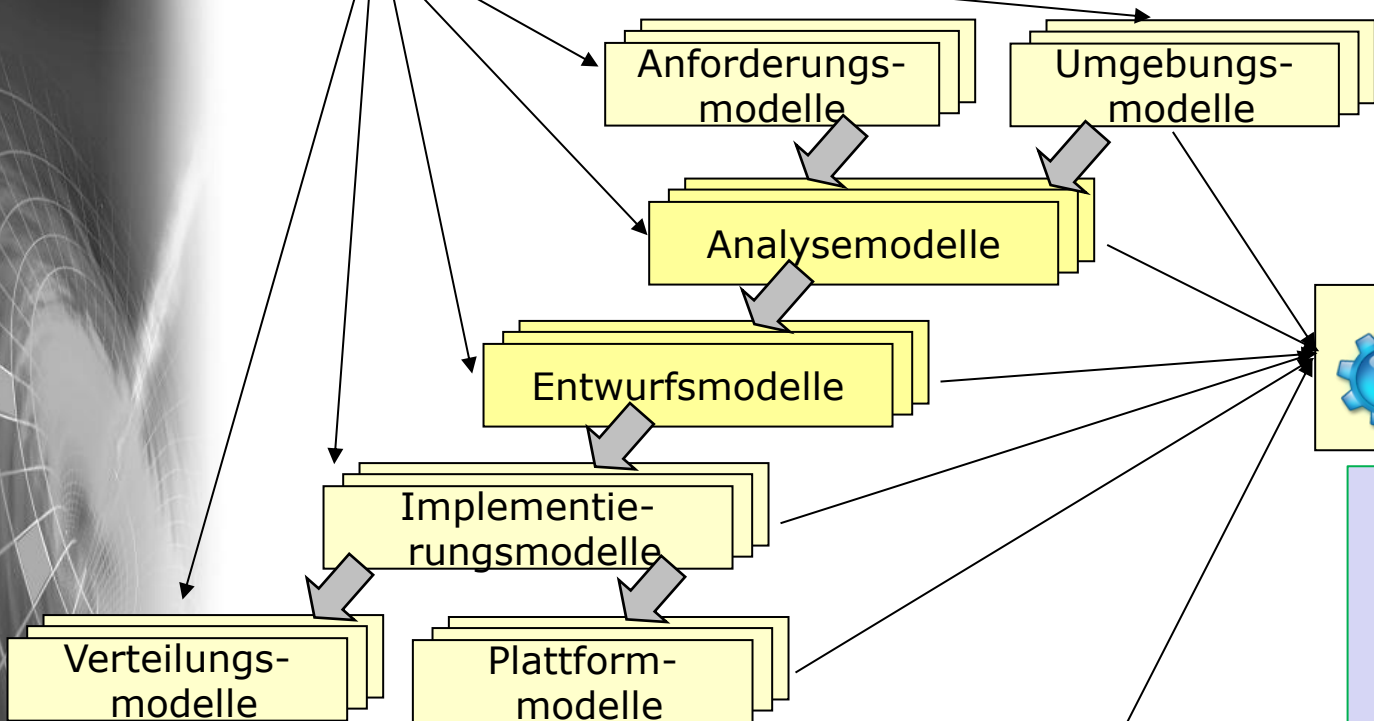 Anforderungs-
modelle
Umgebungs-
modelle
Analysemodelle
Entwurfsmodelle
Implementie-
rungsmodelle
Verteilungs-
modelle
Plattform-
modelle